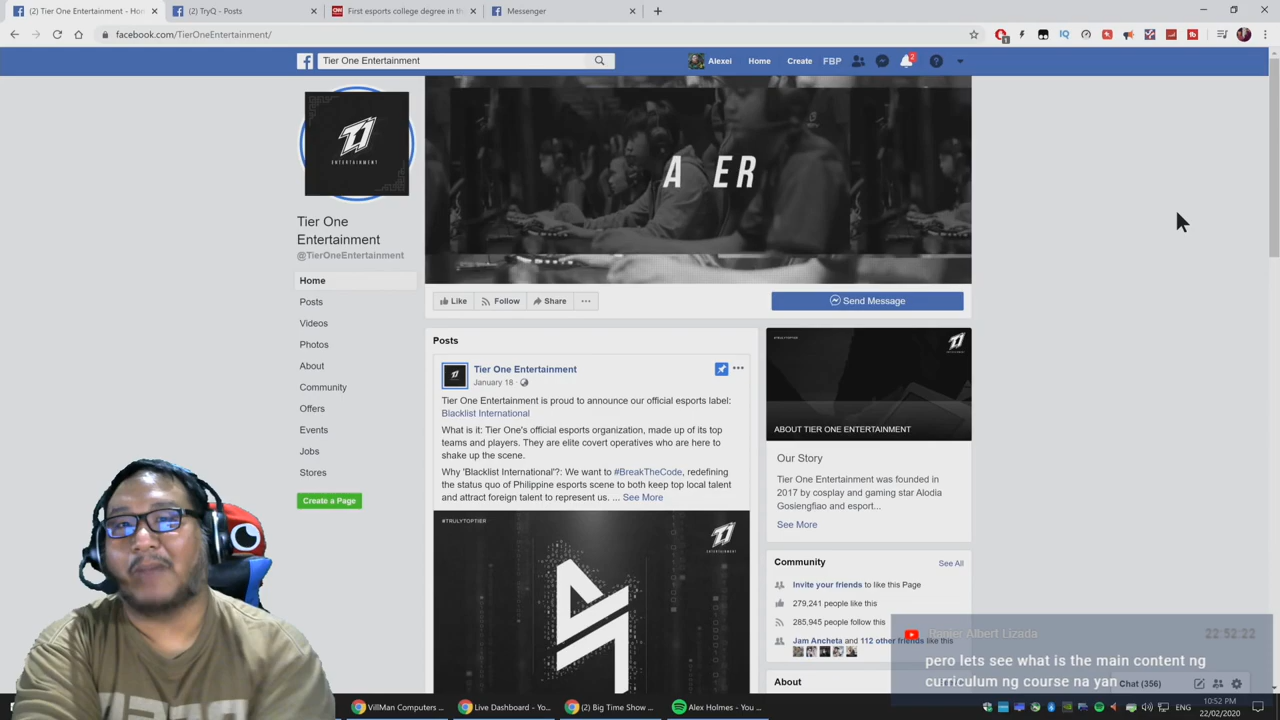 (2) Tier One Entertainment - Hom
(2) TryQ - Posts
First esports college degree in th
Messenger
facebook.com/TierOneEntertainment/
Tier One Entertainment
Alexei
Home
Create
FBP
2
ENTERTAINMENT
A ER
Tier One
Entertainment
@TierOneEntertainment
Home
Posts
Videos
Photos
About
Community
Offers
Events
Jobs
Stores
Create a Page
Like
Follow
Share
Send Message
Posts
Tier One Entertainment
January 18
Tier One Entertainment is proud to announce our official esports label:
Blacklist International
What is it: Tier One's official esports organization, made up of its top
teams and players. They are elite covert operatives who are here to
shake up the scene.
Why 'Blacklist International'?: We want to #BreakTheCode, redefining
the status quo of Philippine esports scene to both keep top local talent
and attract foreign talent to represent us. ... See More
#TRULYTOPTIER
ENTERTAINMENT
#TRULYTOPTIER
ABOUT TIER ONE ENTERTAINMENT
Our Story
Tier One Entertainment was founded in
2017 by cosplay and gaming star Alodia
Gosiengfiao and esport...
See More
Community
See All
Invite your friends to like this Page
279,241 people like this
285,945 people follow this
Jam Ancheta and 112 other friends like this
About
Ranier Albert Lizada
22:52:22
pero lets see what is the main content ng
curriculum ng course na yan
Chat (356)
VillMan Computers ...
Live Dashboard - Yo...
(2) Big Time Show ...
Alex Holmes - You ...
ENG
10:52 PM
22/02/2020